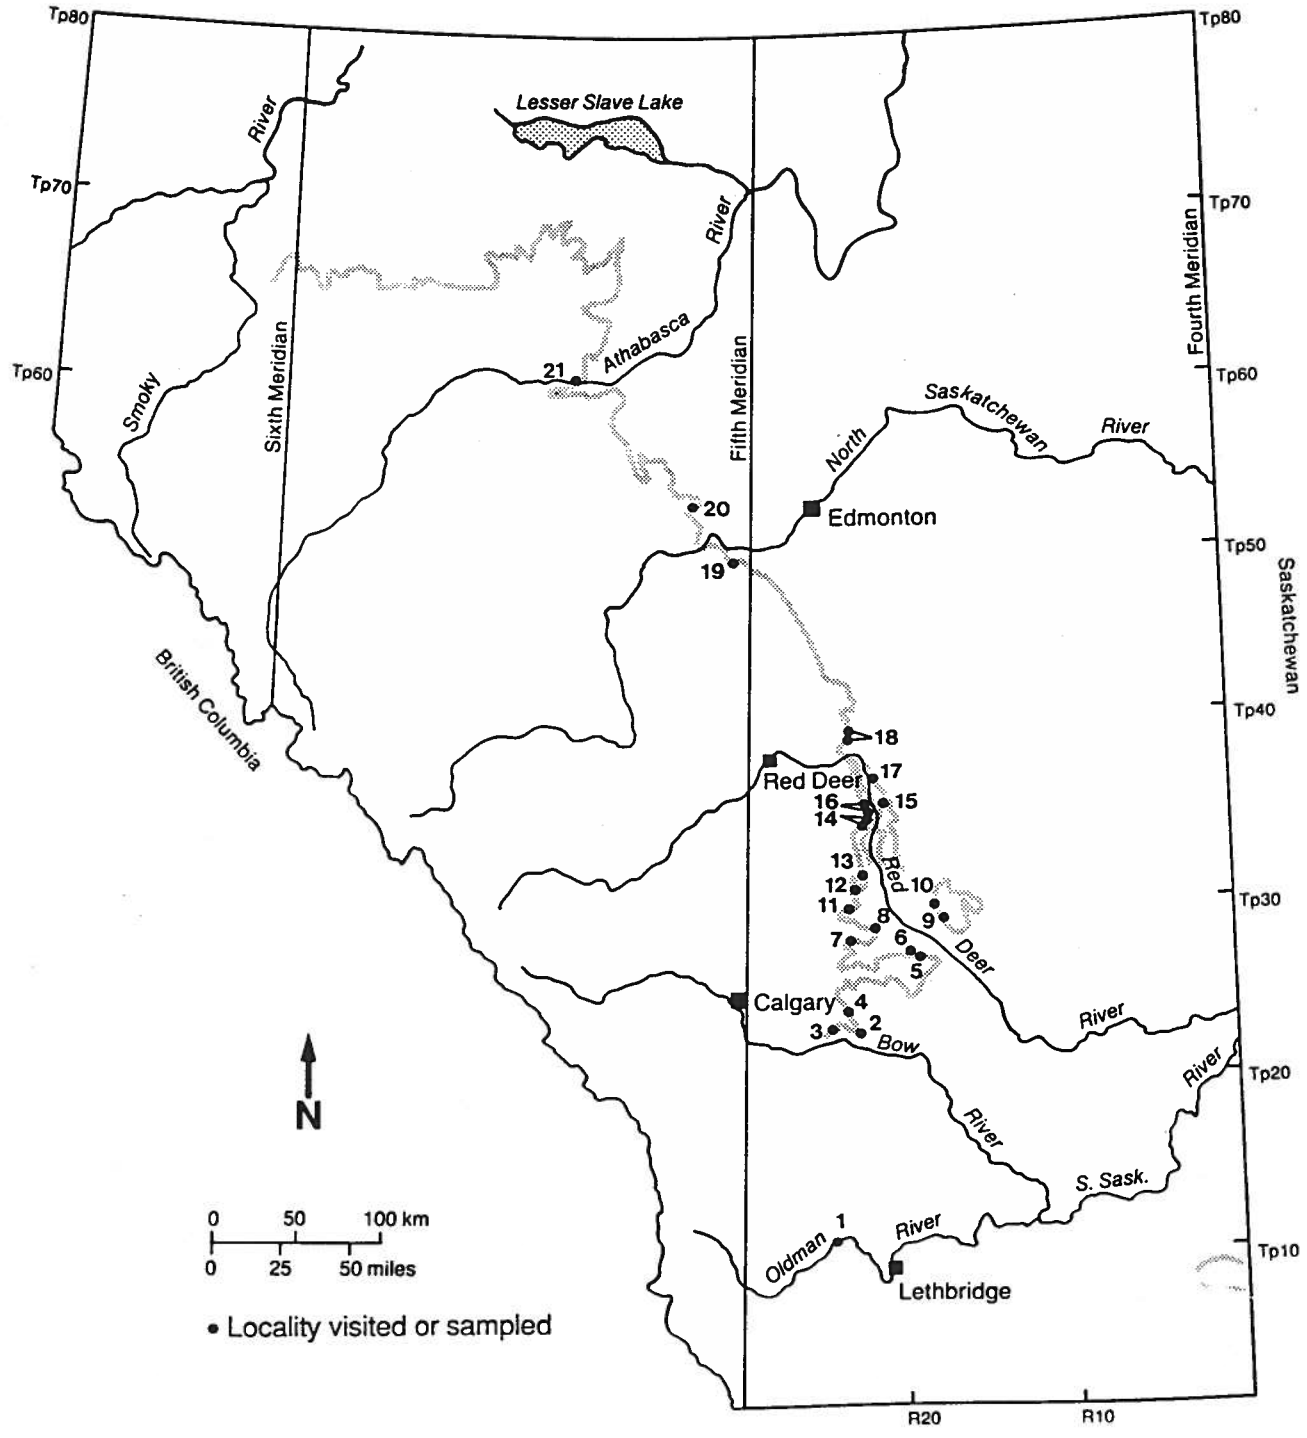 Tp80
Tp80
Lesser Slave Lake
River
Tp70
Tp70
River
Fourth Meridian
Sixth Meridian
Athabasca
Fifth Meridian
Tp60
21
Tp60
Smoky
Saskatchewan
River
North
20
Edmonton
Tp50
19
Saskatchewan
British Columbia
Tp40
18
Red Deer
17
16
15
14
13
Red
12
10
Tp30
11
8
9
7
6
Deer
5
Calgary
4
3
2
Bow
River
River
Tp20
N
River
S. Sask.
0 50 100 km
1
River
Oldman
Tp10
0 25 50 miles
Lethbridge
• Locality visited or sampled
R20
R10